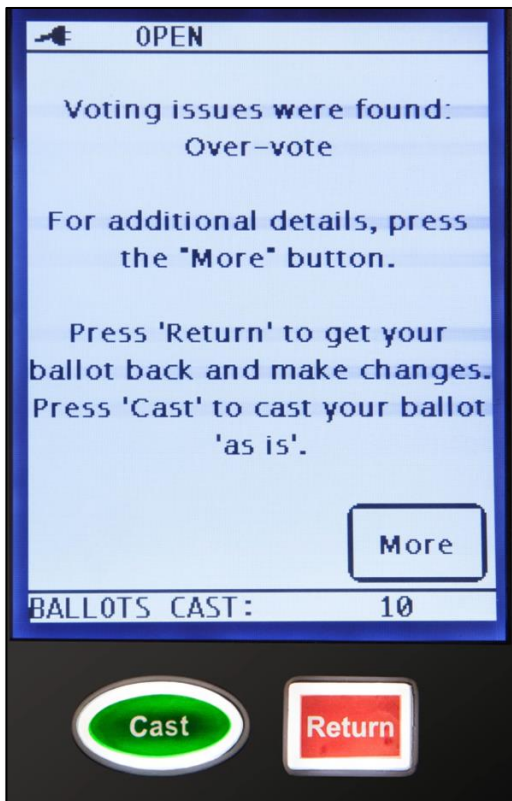 OPEN
Voting issues were found:
Over-vote
For additional details, press
the "More" button.
Press 'Return' to get your
ballot back and make changes.
Press 'Cast' to cast your ballot
'as is'.
More
BALLOTS CAST: 10
Cast
Return